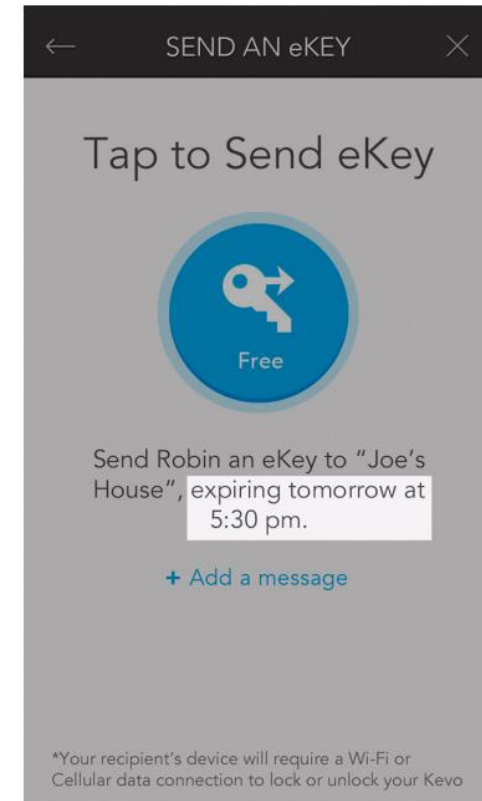 SEND AN eKEY
Tap to Send eKey
Free
Send Robin an eKey to “Joe’s
House”, expiring tomorrow at
5:30 pm.
+ Add a message
*Your recipient’s device will require a Wi-Fi or
Cellular data connection to lock or unlock your Kevo